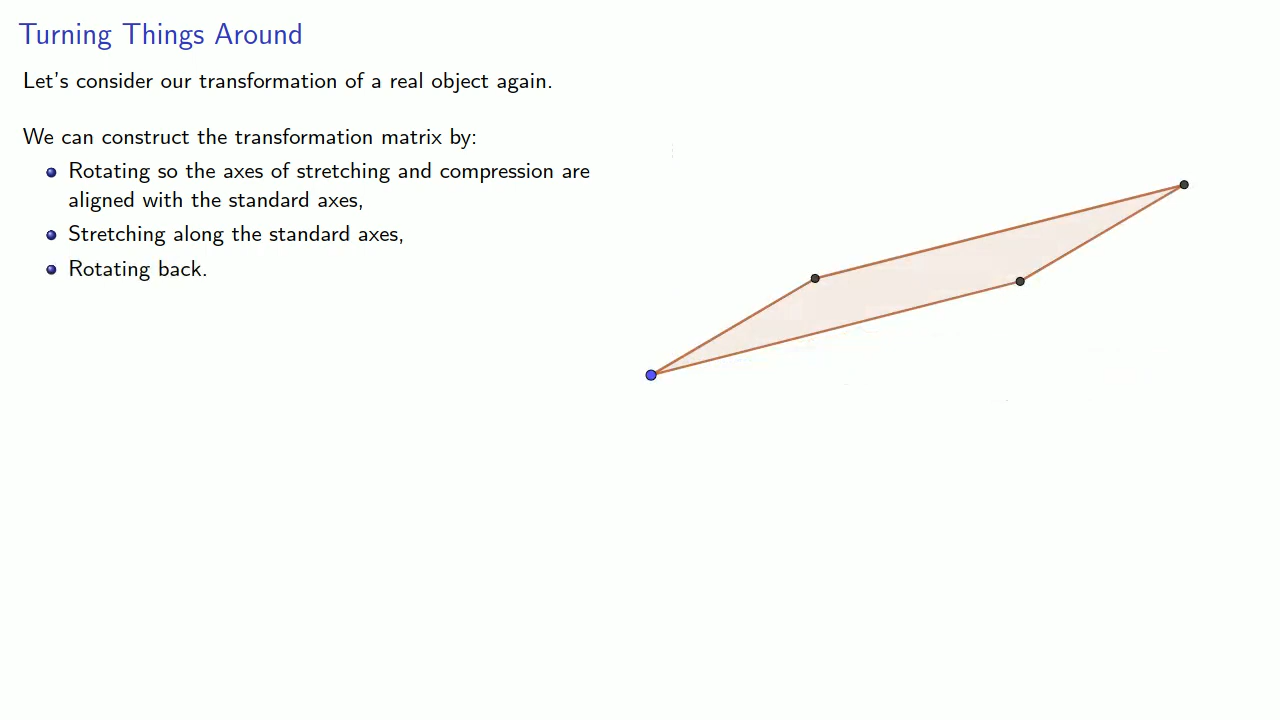 Turning Things Around
Let's consider our transformation of a real object again.
We can construct the transformation matrix by:
Rotating so the axes of stretching and compression are
aligned with the standard axes,
Stretching along the standard axes,
Rotating back.